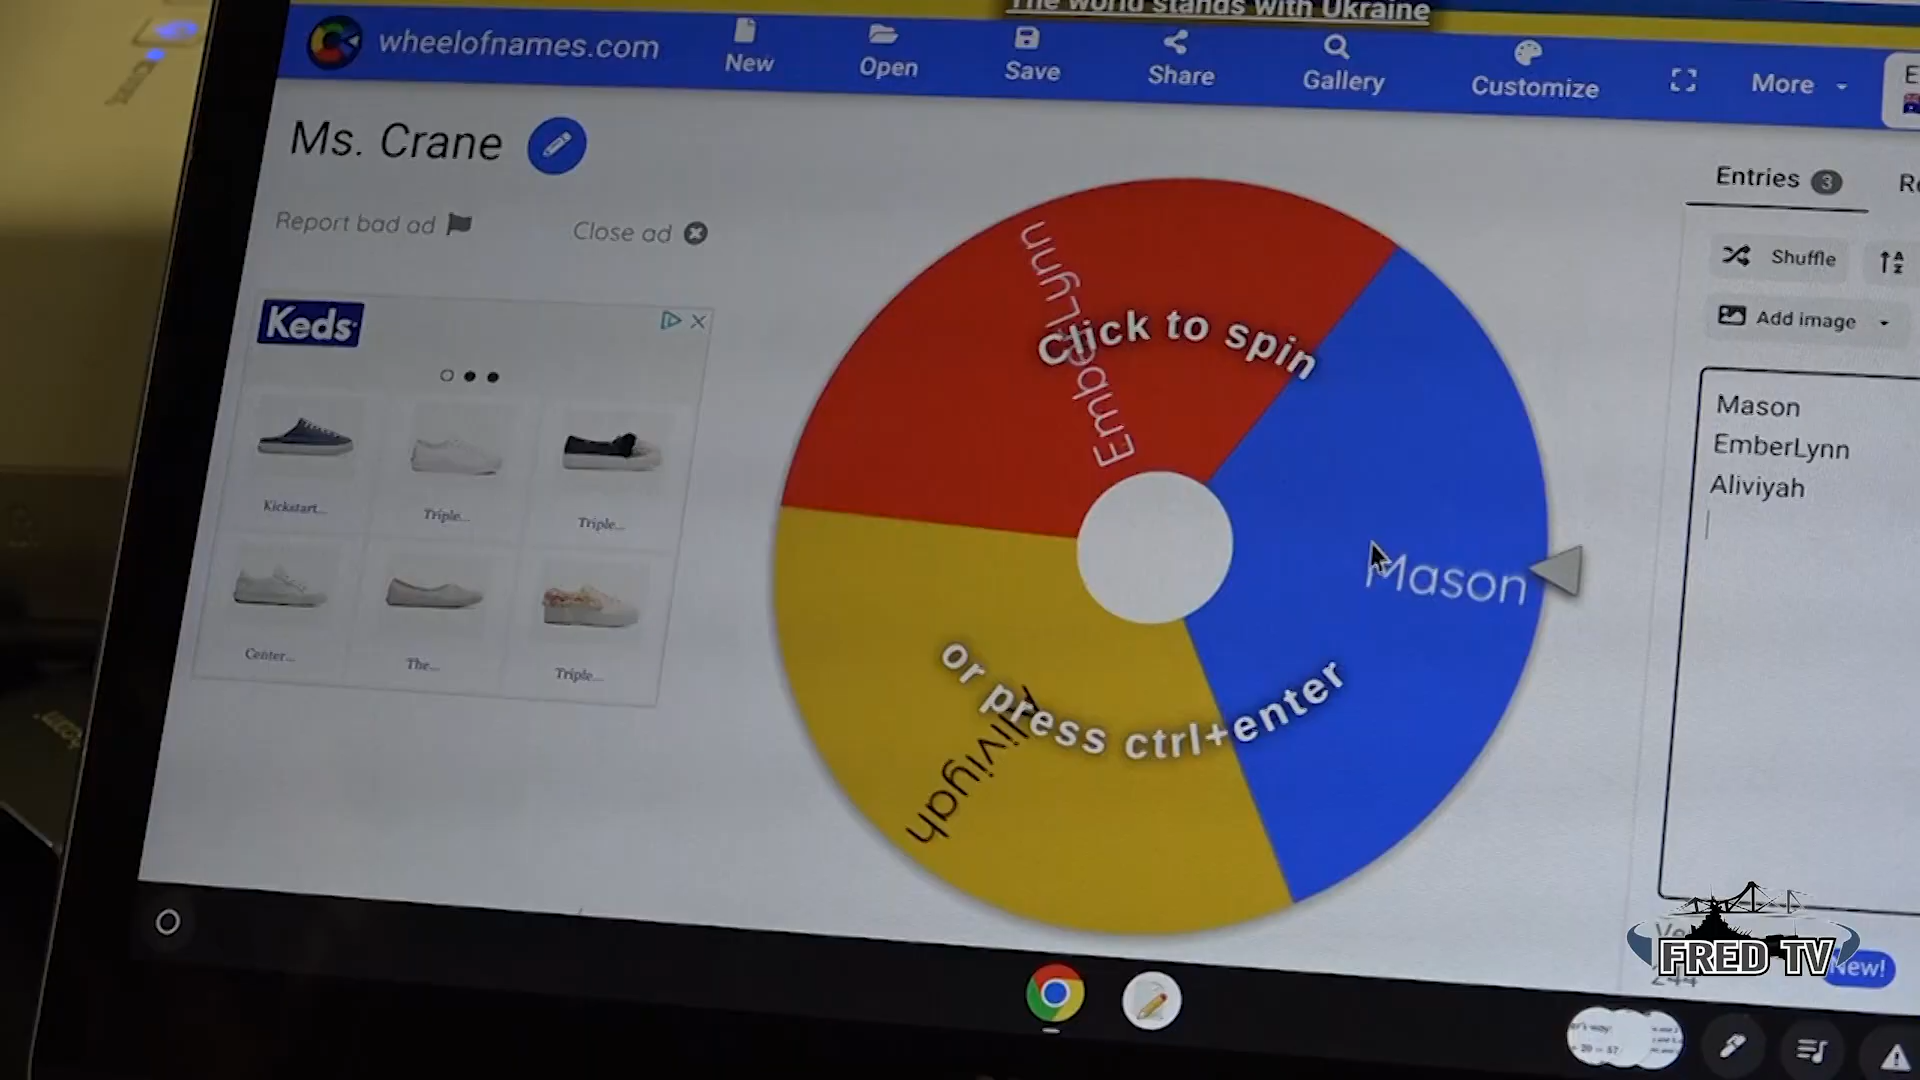 The world stands with Ukraine
wheelofnames.com
New
Open
Save
Share
Gallery
Customize
More
Ms. Crane
Report bad ad
Close ad
Keds
Kickstart...
Triple...
Triple...
Center...
The...
Triple...
EmberLynn
Click to spin
Mason
or press ctrl+enter
Aliviyah
Entries 3
Shuffle
Add image
Mason
EmberLynn
Aliviyah
FRED TV
New!